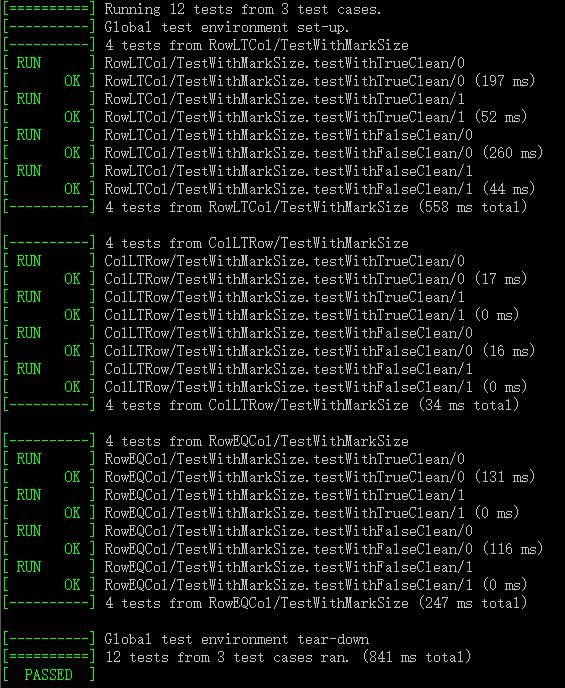 [==========] Running 12 tests from 3 test cases.
[----------] Global test environment set-up.
[----------] 4 tests from RowLTCol/TestWithMarkSize
[ RUN      ] RowLTCol/TestWithMarkSize.testWithTrueClean/0
[       OK ] RowLTCol/TestWithMarkSize.testWithTrueClean/0 (197 ms)
[ RUN      ] RowLTCol/TestWithMarkSize.testWithTrueClean/1
[       OK ] RowLTCol/TestWithMarkSize.testWithTrueClean/1 (52 ms)
[ RUN      ] RowLTCol/TestWithMarkSize.testWithFalseClean/0
[       OK ] RowLTCol/TestWithMarkSize.testWithFalseClean/0 (260 ms)
[ RUN      ] RowLTCol/TestWithMarkSize.testWithFalseClean/1
[       OK ] RowLTCol/TestWithMarkSize.testWithFalseClean/1 (44 ms)
[----------] 4 tests from RowLTCol/TestWithMarkSize (558 ms total)
[----------] 4 tests from ColLTRow/TestWithMarkSize
[ RUN      ] ColLTRow/TestWithMarkSize.testWithTrueClean/0
[       OK ] ColLTRow/TestWithMarkSize.testWithTrueClean/0 (17 ms)
[ RUN      ] ColLTRow/TestWithMarkSize.testWithTrueClean/1
[       OK ] ColLTRow/TestWithMarkSize.testWithTrueClean/1 (0 ms)
[ RUN      ] ColLTRow/TestWithMarkSize.testWithFalseClean/0
[       OK ] ColLTRow/TestWithMarkSize.testWithFalseClean/0 (16 ms)
[ RUN      ] ColLTRow/TestWithMarkSize.testWithFalseClean/1
[       OK ] ColLTRow/TestWithMarkSize.testWithFalseClean/1 (0 ms)
[----------] 4 tests from ColLTRow/TestWithMarkSize (34 ms total)
[----------] 4 tests from RowEQCol/TestWithMarkSize
[ RUN      ] RowEQCol/TestWithMarkSize.testWithTrueClean/0
[       OK ] RowEQCol/TestWithMarkSize.testWithTrueClean/0 (131 ms)
[ RUN      ] RowEQCol/TestWithMarkSize.testWithTrueClean/1
[       OK ] RowEQCol/TestWithMarkSize.testWithTrueClean/1 (0 ms)
[ RUN      ] RowEQCol/TestWithMarkSize.testWithFalseClean/0
[       OK ] RowEQCol/TestWithMarkSize.testWithFalseClean/0 (116 ms)
[ RUN      ] RowEQCol/TestWithMarkSize.testWithFalseClean/1
[       OK ] RowEQCol/TestWithMarkSize.testWithFalseClean/1 (0 ms)
[----------] 4 tests from RowEQCol/TestWithMarkSize (247 ms total)
[----------] Global test environment tear-down
[==========] 12 tests from 3 test cases ran. (841 ms total)
[  PASSED  ]